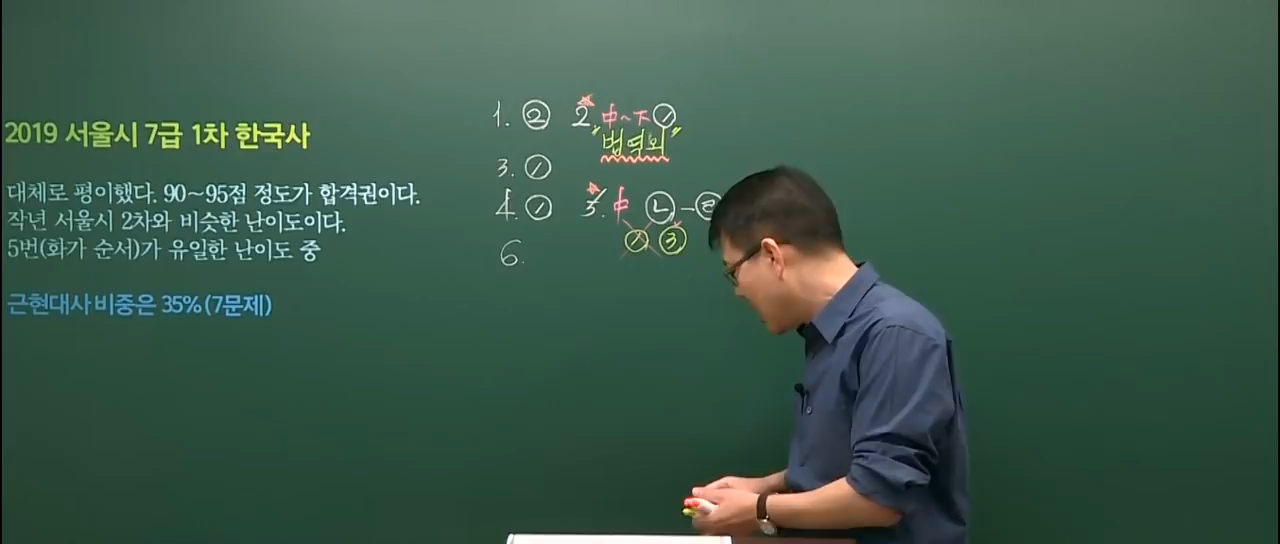 2019 서울시 7급 1차 한국사
대체로 평이했다. 90~95점 정도가 합격권이다.
작년 서울시 2차와 비슷한 난이도이다.
5번(화가 순서)가 유일한 난이도 중
근현대사 비중은 35%(7문제)
1. ② 2. 中~下 ①
"법역외"
3. ①
4. ① 5. 中 ㉡-㉣
① ③
6.